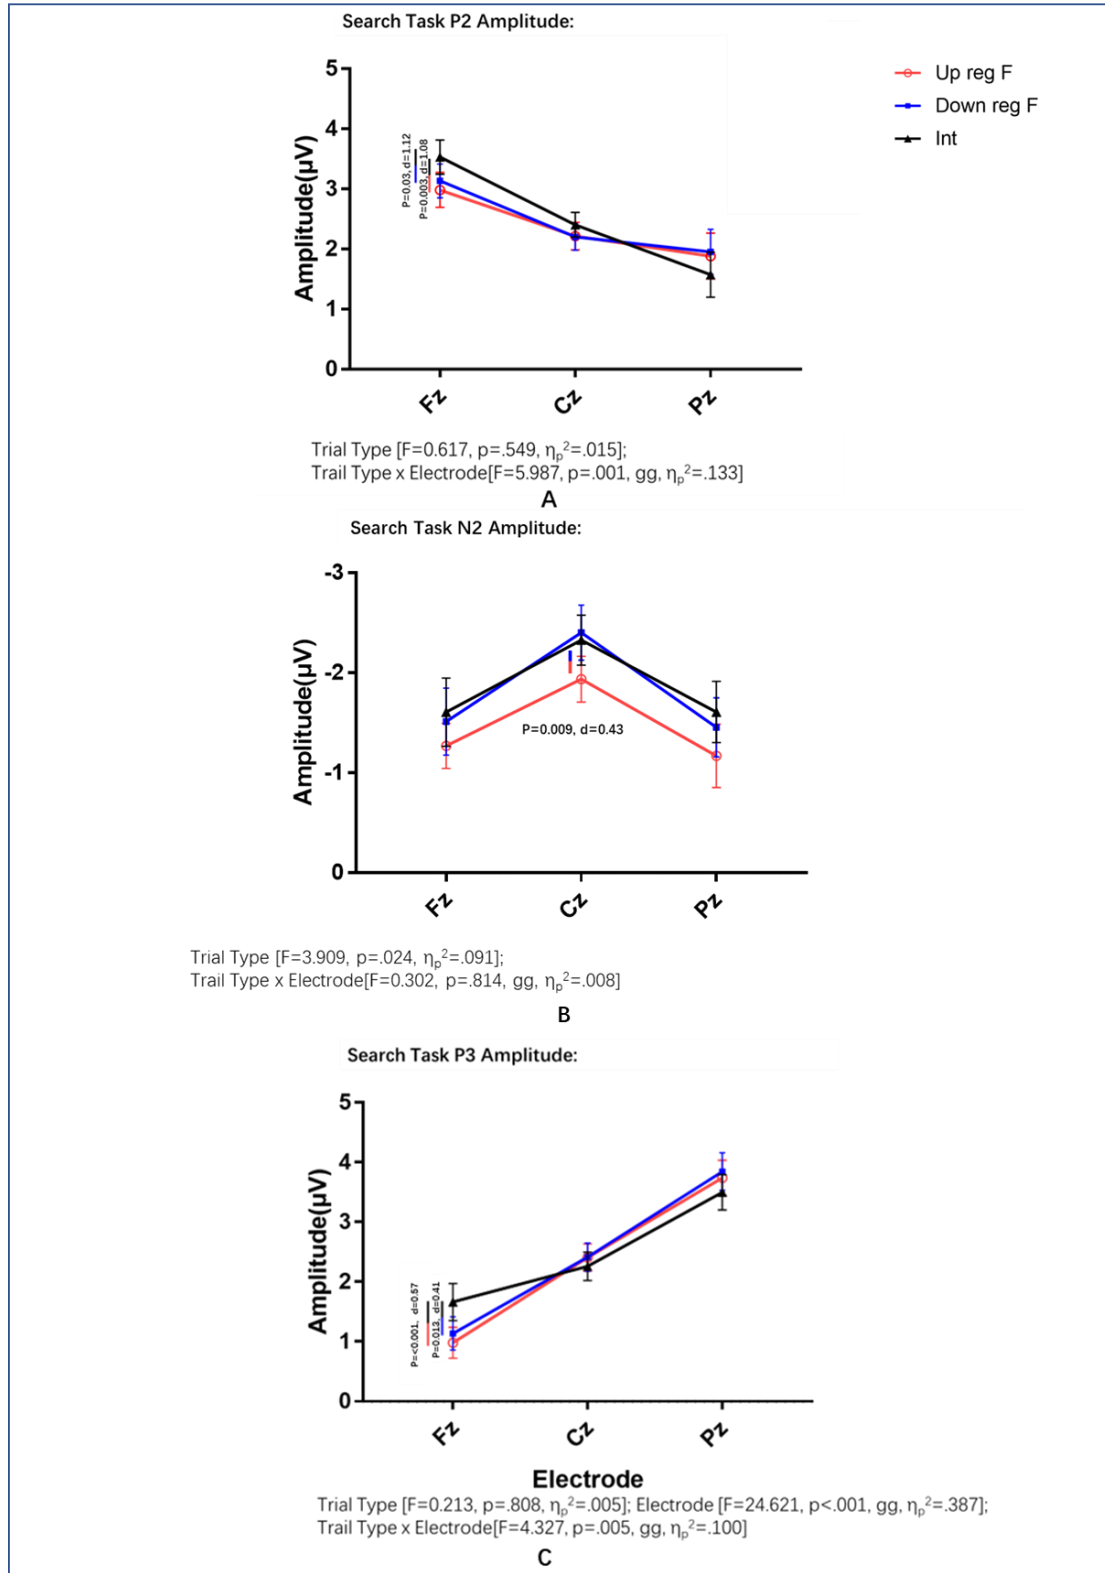 Search Task P2 Amplitude:
Up reg F
Down reg F
Int
Amplitude(μV)
5
4
3
2
1
0
P=0.03, d=1.12
P=0.003, d=1.08
Fz
Cz
Pz
Trial Type [F=0.617, p=.549, ηp²=.015];
Trail Type x Electrode[F=5.987, p=.001, gg, ηp²=.133]
A
Search Task N2 Amplitude:
Amplitude(μV)
-3
-2
-1
0
P=0.009, d=0.43
Fz
Cz
Pz
Trial Type [F=3.909, p=.024, ηp²=.091];
Trail Type x Electrode[F=0.302, p=.814, gg, ηp²=.008]
B
Search Task P3 Amplitude:
Amplitude(μV)
5
4
3
2
1
0
P=<0.001, d=0.57
P=0.013, d=0.41
Fz
Cz
Pz
Electrode
Trial Type [F=0.213, p=.808, ηp²=.005]; Electrode [F=24.621, p<.001, gg, ηp²=.387];
Trail Type x Electrode[F=4.327, p=.005, gg, ηp²=.100]
C